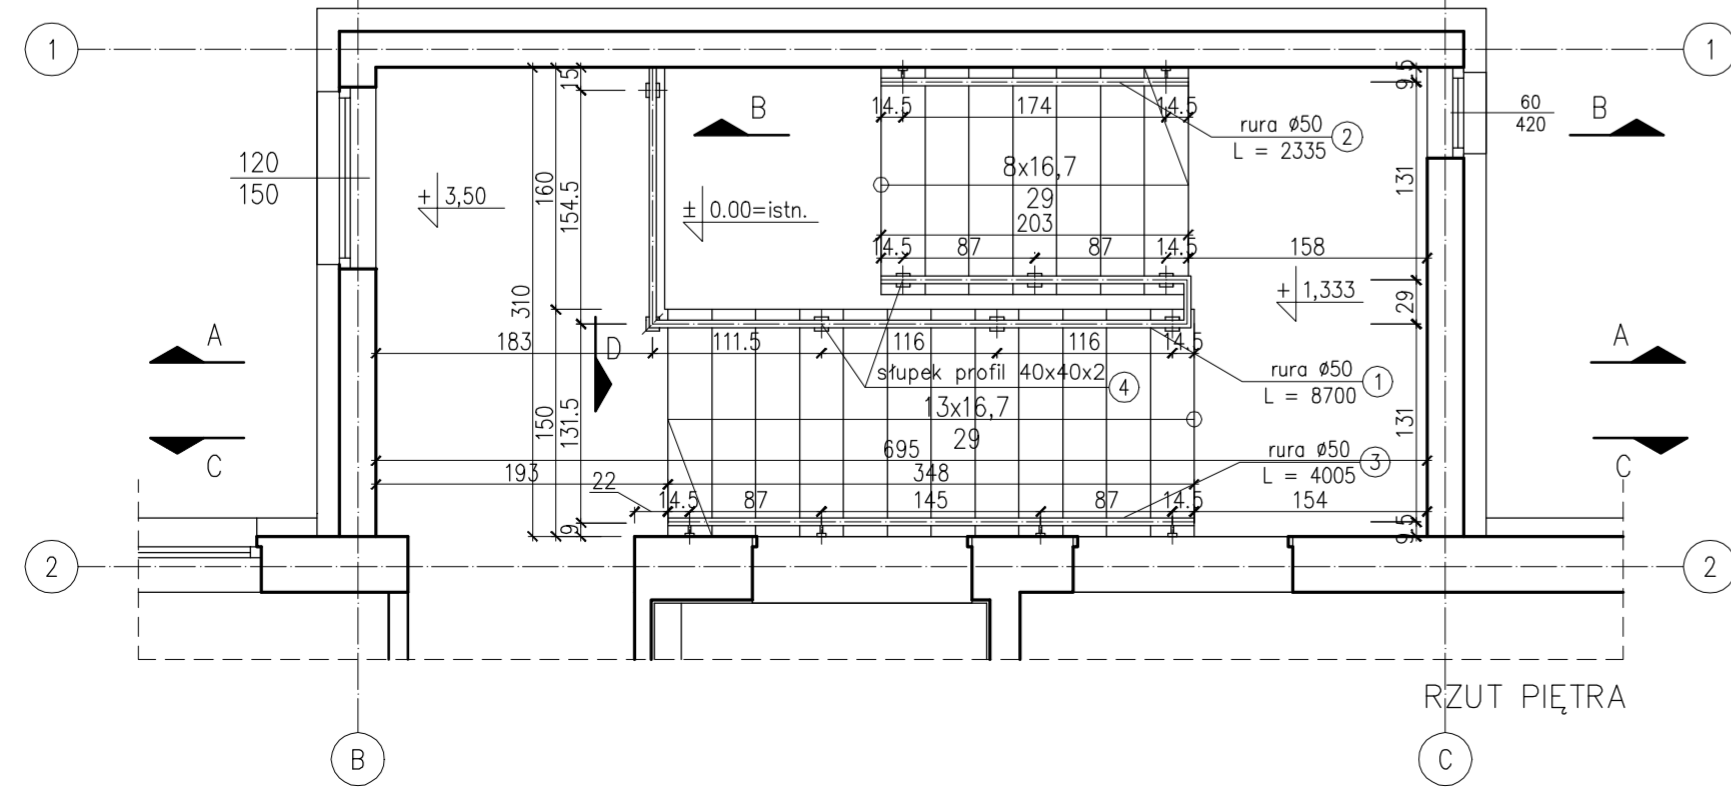 1
1
15
9.5
B
14.5
174
14.5
rura ø50
2
L = 2335
60
420
B
120
150
8x16,7
29
203
160
154.5
131
+ 3,50
± 0.00=istn.
14.5
87
87
14.5
158
+ 1,333
29
310
A
183
D
111.5
116
116
14.5
A
słupek profil 40x40x2
4
rura ø50
1
L = 8700
13x16,7
29
150
131.5
131
C
695
rura ø50
3
L = 4005
C
193
348
22
14.5
87
145
87
14.5
154
9
9.5
2
2
RZUT PIĘTRA
B
C